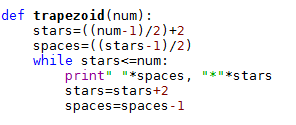 def trapezoid(num):
    stars=((num-1)/2)+2
    spaces=((stars-1)/2)
    while stars<=num:
        print" "*spaces, "*"*stars
        stars=stars+2
        spaces=spaces-1